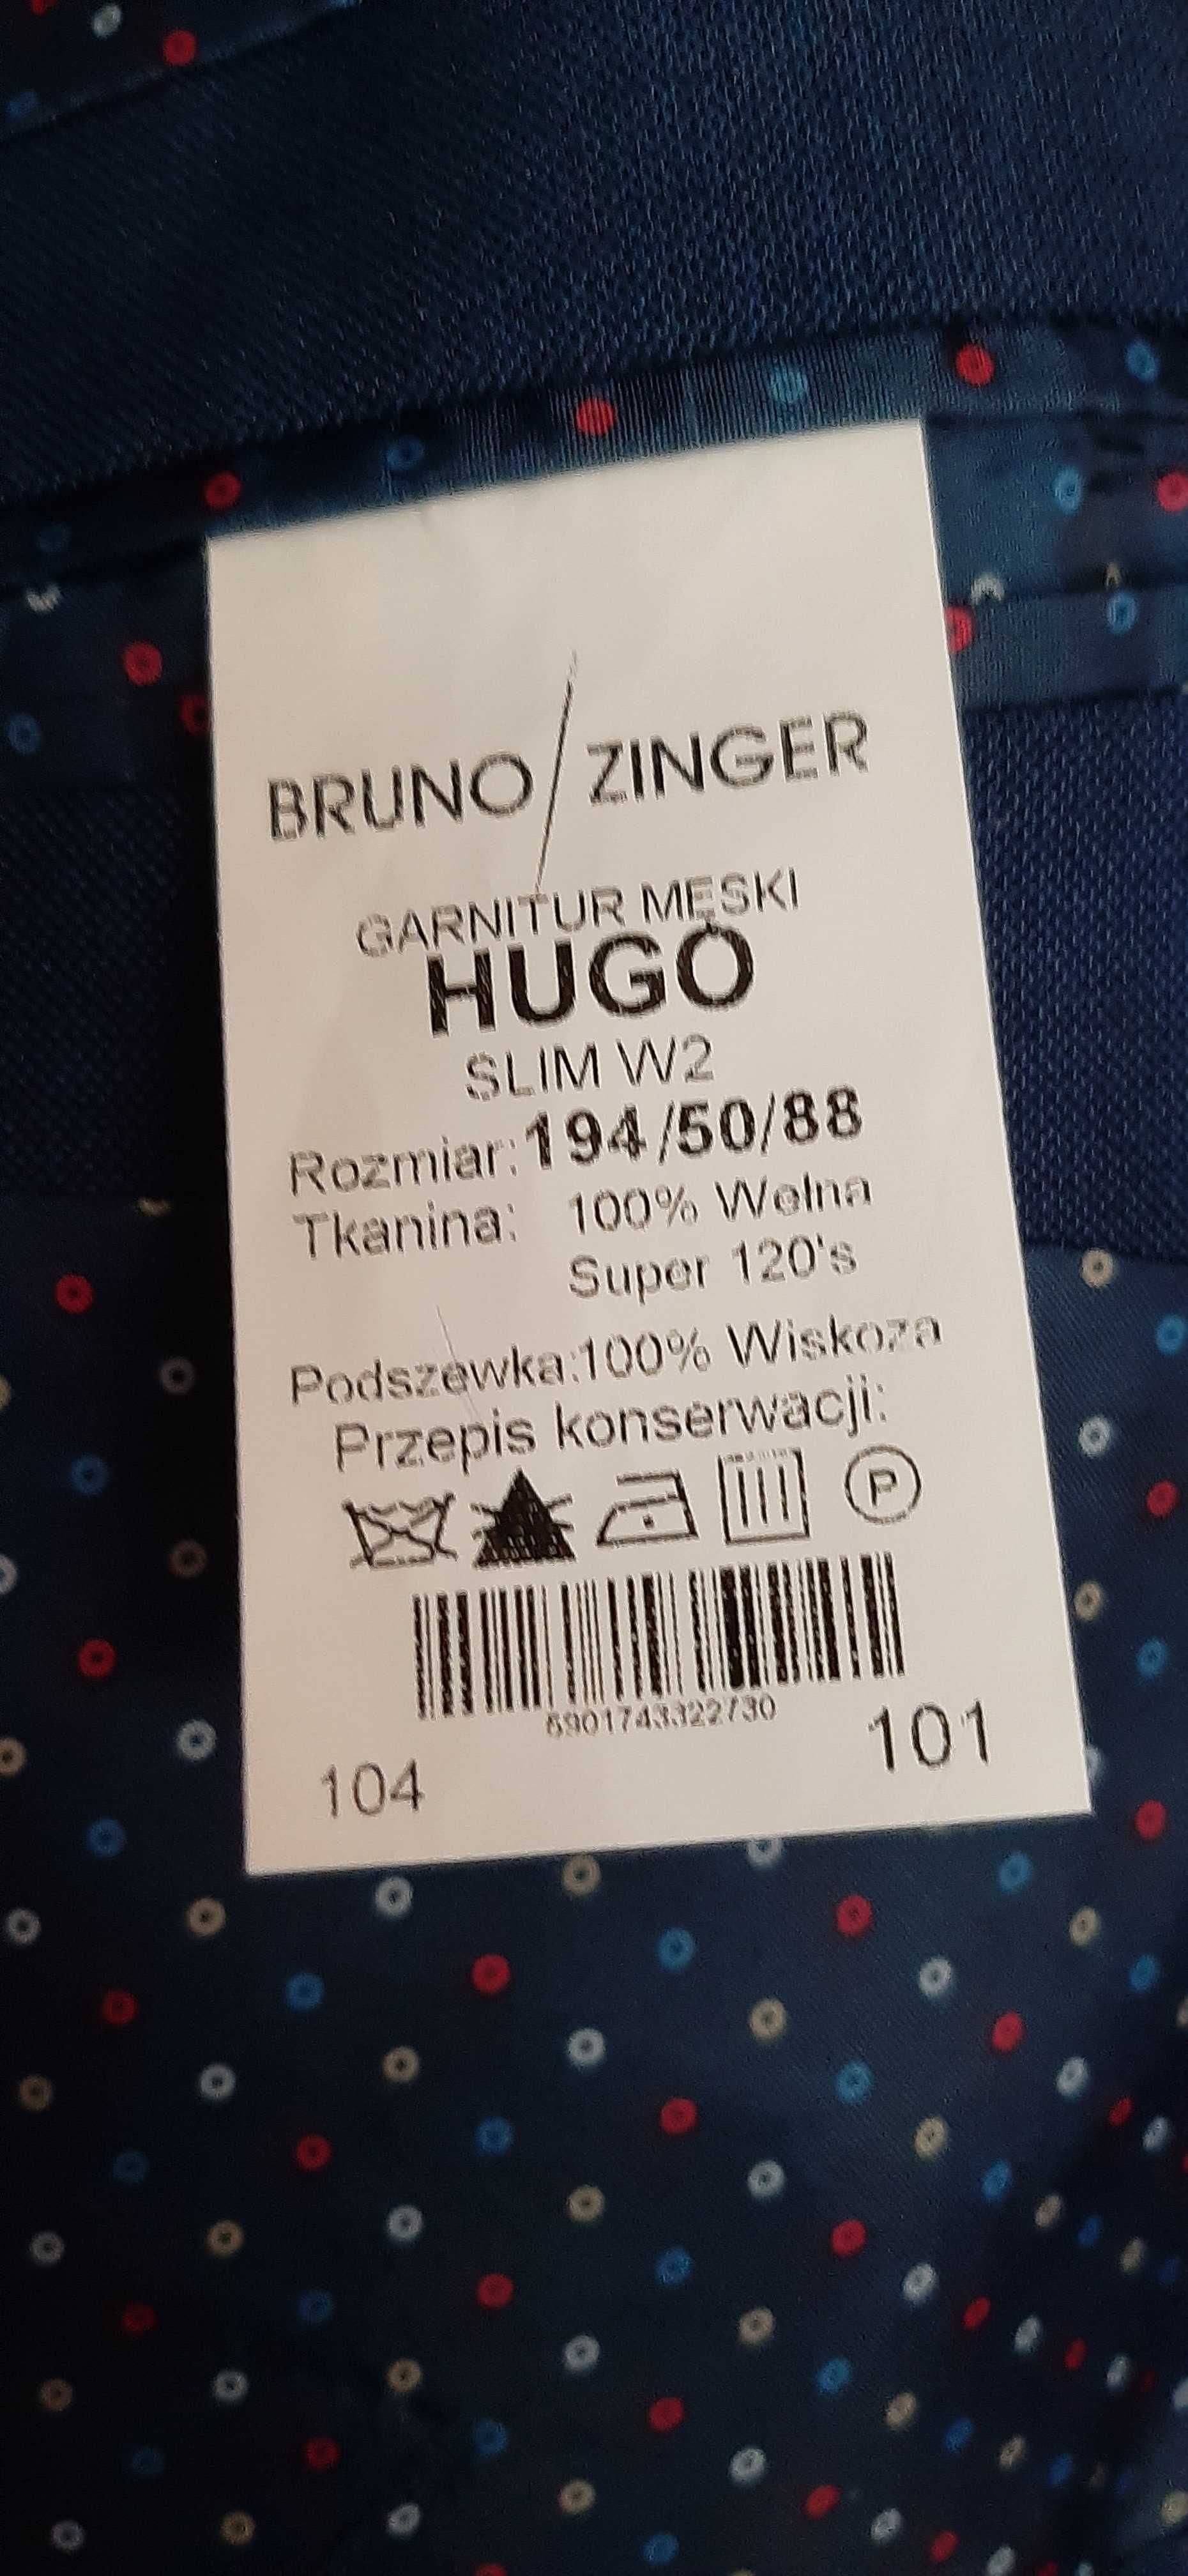 BRUNO/ZINGER
GARNITUR MĘSKI
HUGO
SLIM W2
Rozmiar: 194/50/88
Tkanina: 100% Wełna
Super 120's
Podszewka:100% Wiskoza
Przepis konserwacji:
P
5901743322730
104 101